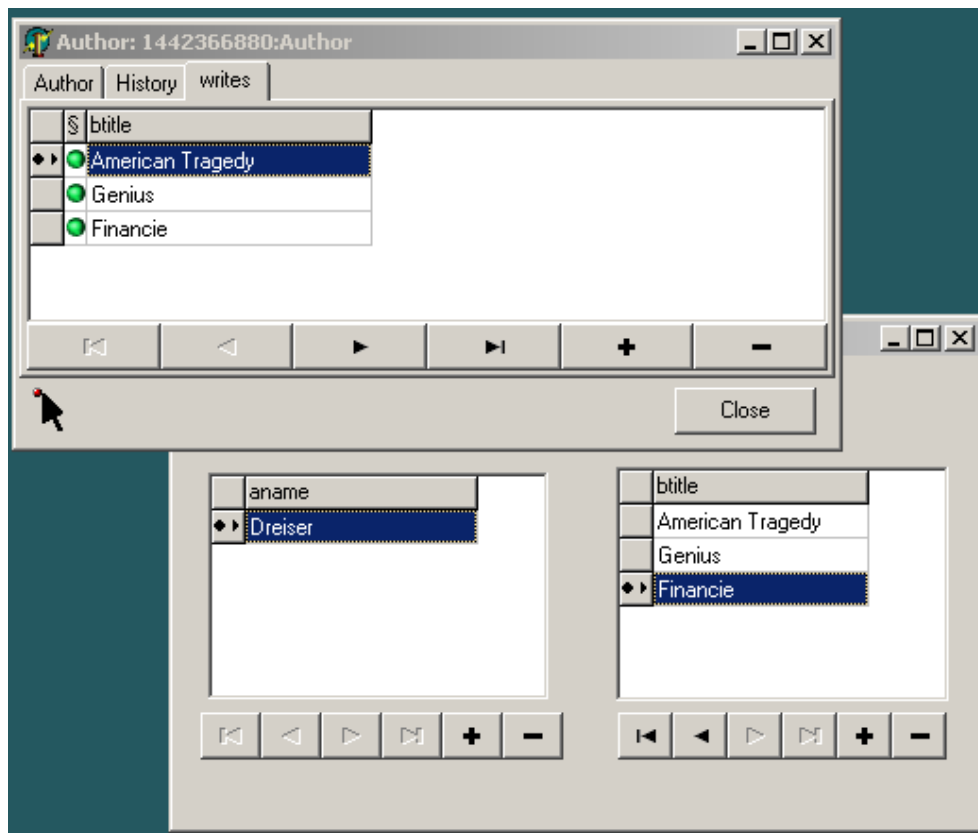 Author: 1442366880:Author
Author History writes
§ btitle
American Tragedy
Genius
Financie
Close
aname
Dreiser
btitle
American Tragedy
Genius
Financie